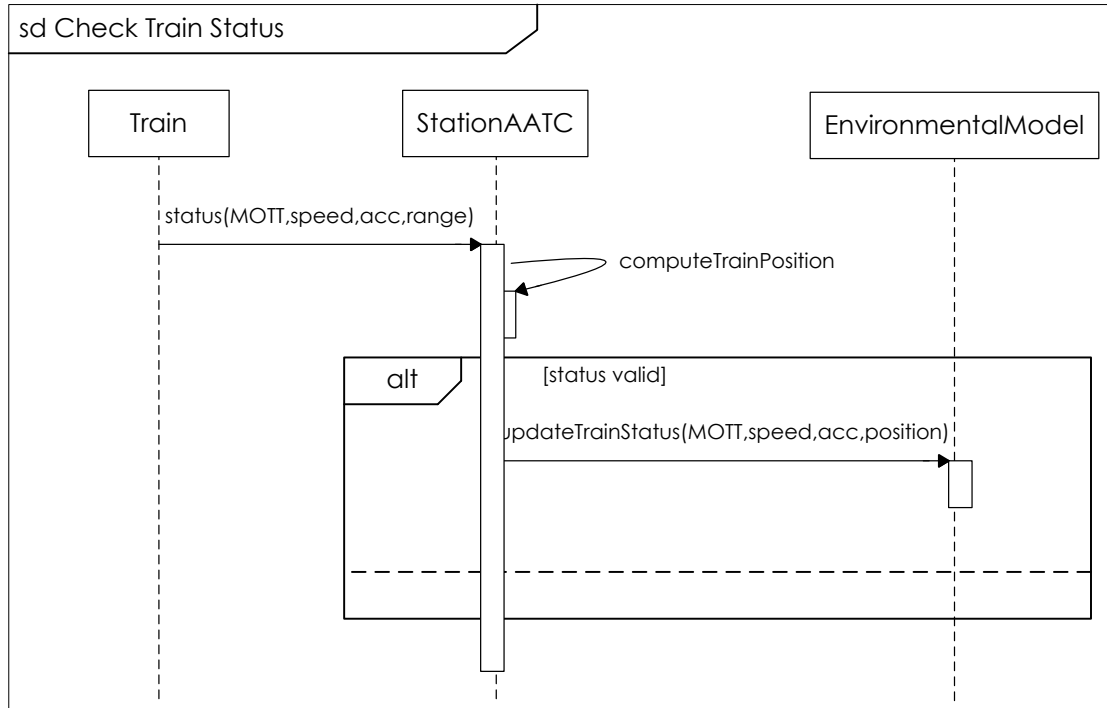 sd Check Train Status
Train
StationAATC
EnvironmentalModel
status(MOTT,speed,acc,range)
computeTrainPosition
alt
[status valid]
updateTrainStatus(MOTT,speed,acc,position)